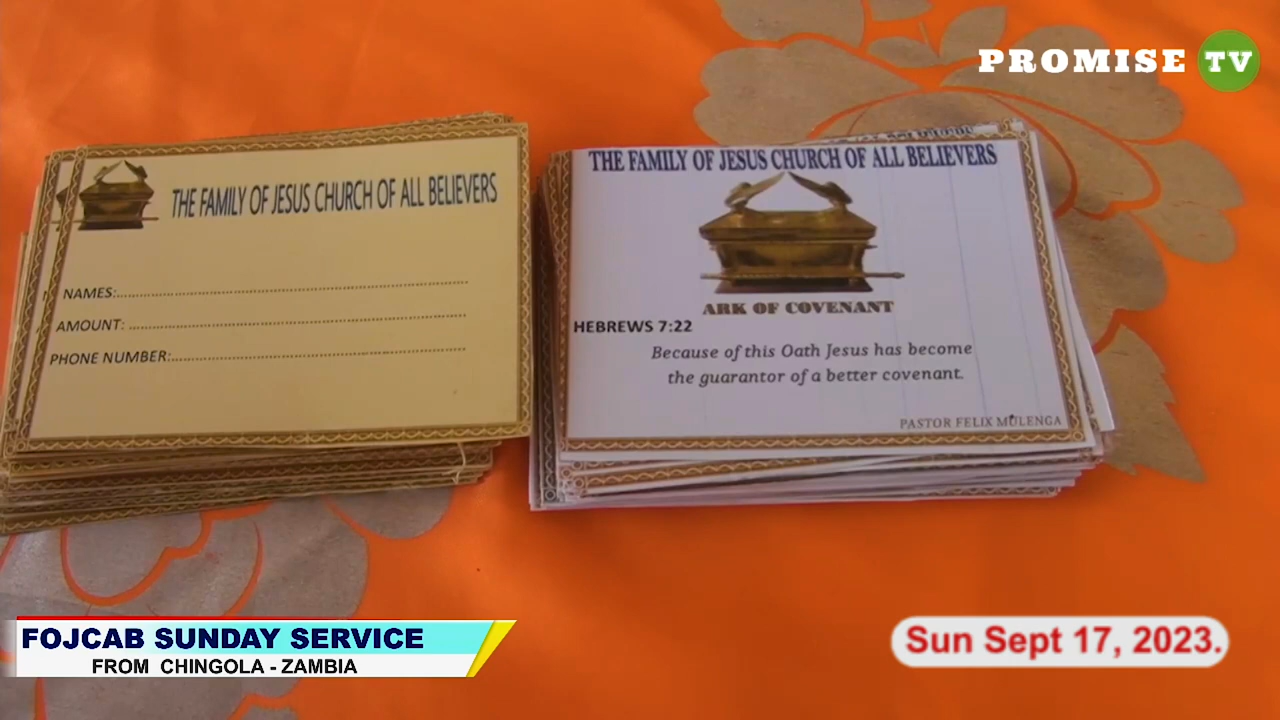 PROMISE TV
THE FAMILY OF JESUS CHURCH OF ALL BELIEVERS
NAMES:
AMOUNT:
PHONE NUMBER:
THE FAMILY OF JESUS CHURCH OF ALL BELIEVERS
ARK OF COVENANT
HEBREWS 7:22
Because of this Oath Jesus has become
the guarantor of a better covenant.
PASTOR FELIX MULENGA
FOJCAB SUNDAY SERVICE
FROM CHINGOLA - ZAMBIA
Sun Sept 17, 2023.